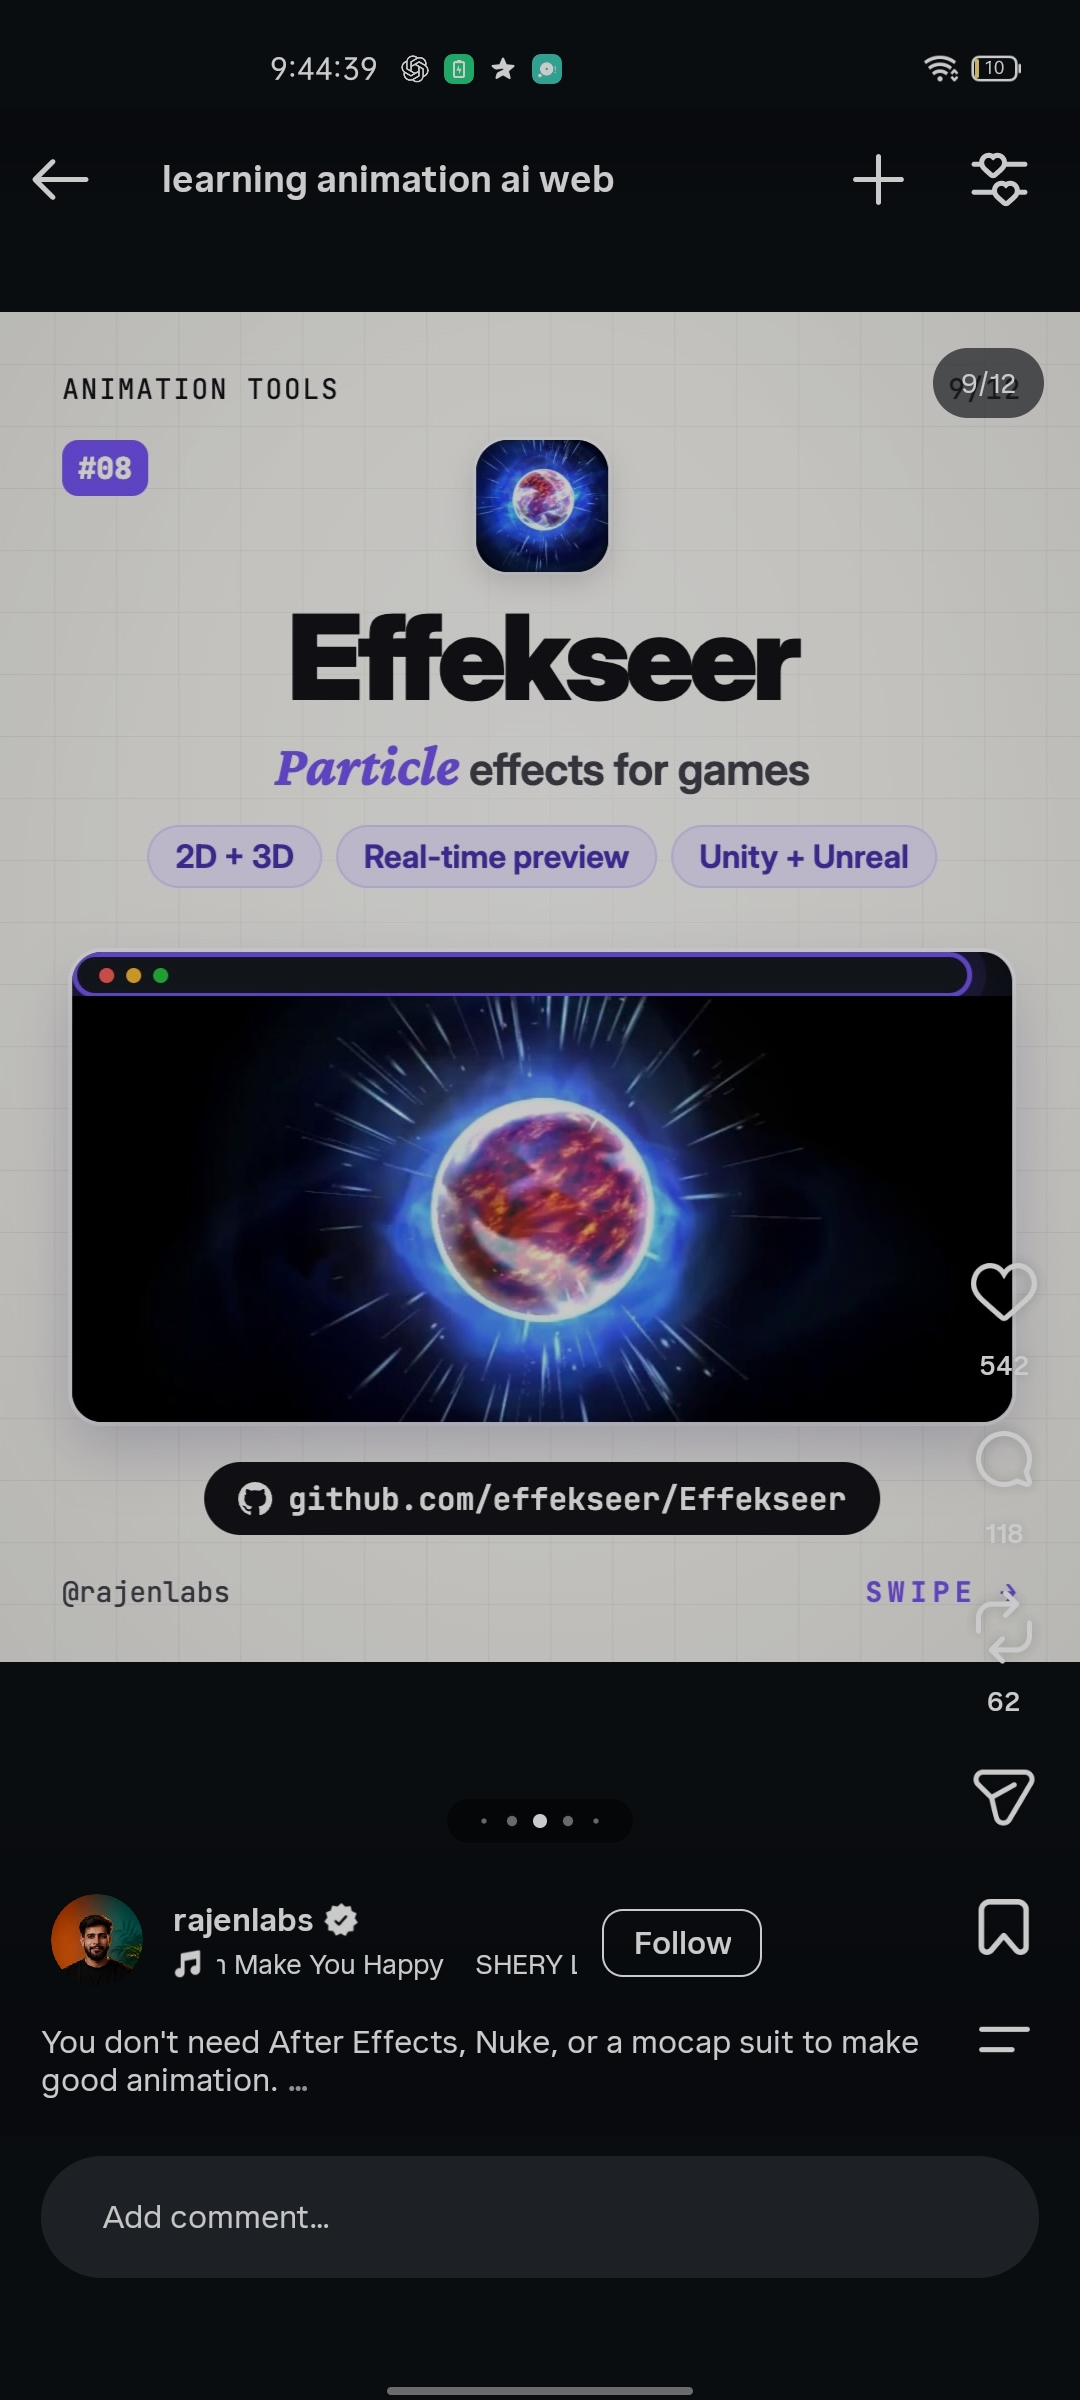 9:44:39
10
learning animation ai web
ANIMATION TOOLS
9/12
#08
Effekseer
Particle effects for games
2D + 3D
Real-time preview
Unity + Unreal
542
github.com/effekseer/Effekseer
118
@rajenlabs
SWIPE →
62
rajenlabs
Make You Happy SHERY
Follow
You don't need After Effects, Nuke, or a mocap suit to make
good animation. ...
Add comment...